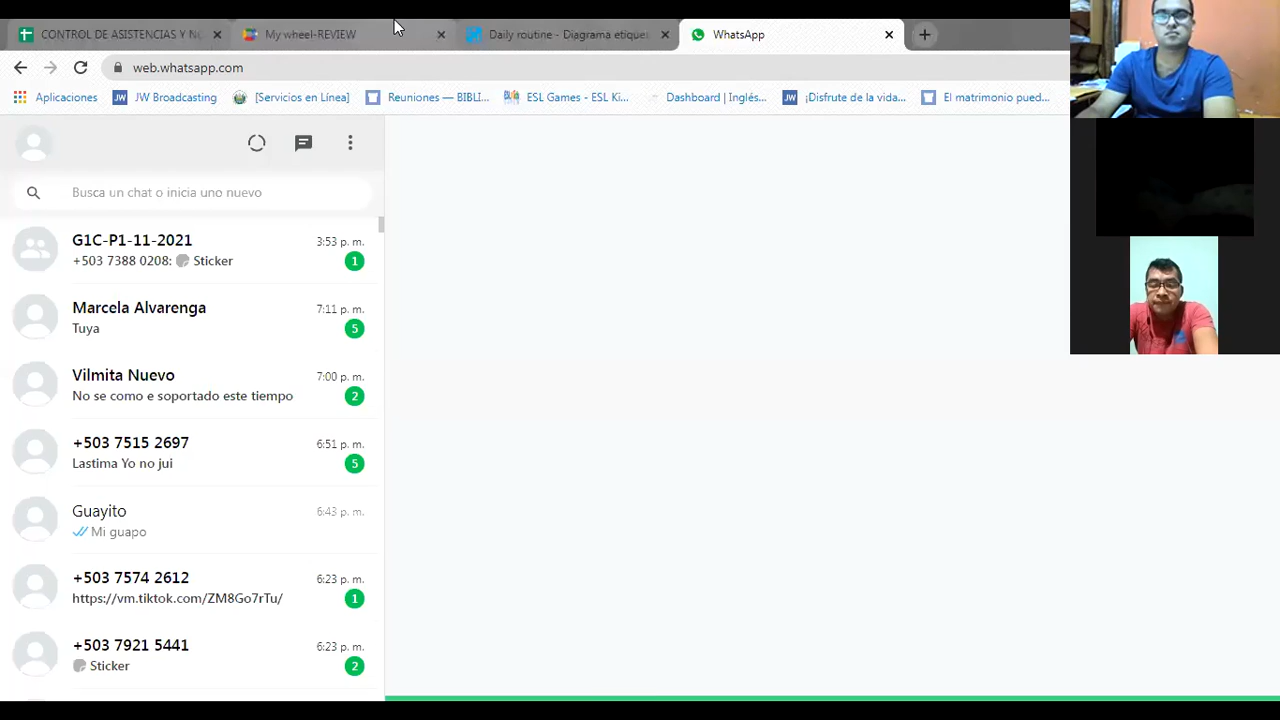 CONTROL DE ASISTENCIAS Y NO
My wheel-REVIEW
Daily routine - Diagrama etique
WhatsApp
web.whatsapp.com
Aplicaciones
JW Broadcasting
[Servicios en Línea]
Reuniones — BIBLI...
ESL Games - ESL Ki...
Dashboard | Inglés...
JW ¡Disfrute de la vida...
El matrimonio pued...
Busca un chat o inicia uno nuevo
G1C-P1-11-2021 3:53 p. m.
+503 7388 0208: Sticker 1
Marcela Alvarenga 7:11 p. m.
Tuya 5
Vilmita Nuevo 7:00 p. m.
No se como e soportado este tiempo 2
+503 7515 2697 6:51 p. m.
Lastima Yo no jui 5
Guayito 6:43 p. m.
Mi guapo
+503 7574 2612 6:23 p. m.
https://vm.tiktok.com/ZM8Go7rTu/ 1
+503 7921 5441 6:23 p. m.
Sticker 2